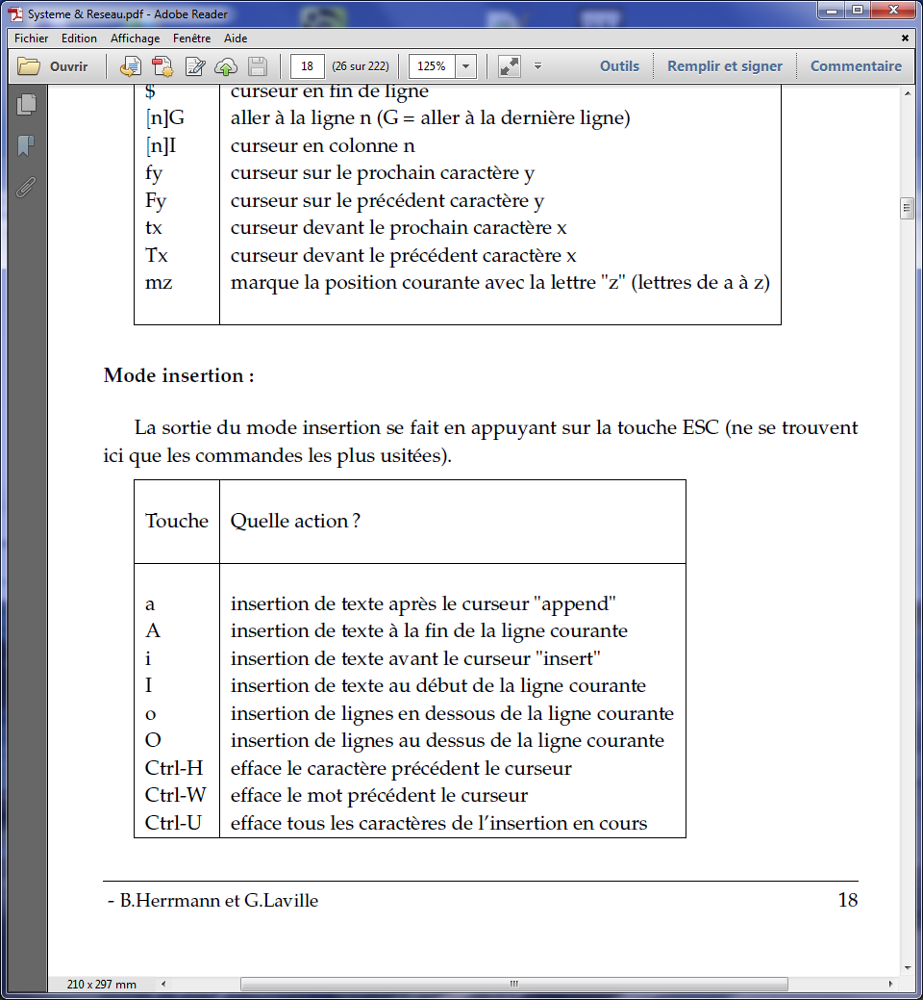 Systeme & Reseau.pdf - Adobe Reader
Fichier Edition Affichage Fenêtre Aide
Ouvrir 18 (26 sur 222) 125% Outils Remplir et signer Commentaire
$ curseur en fin de ligne
[n]G aller à la ligne n (G = aller à la dernière ligne)
[n]I curseur en colonne n
fy curseur sur le prochain caractère y
Fy curseur sur le précédent caractère y
tx curseur devant le prochain caractère x
Tx curseur devant le précédent caractère x
mz marque la position courante avec la lettre "z" (lettres de a à z)
Mode insertion :
La sortie du mode insertion se fait en appuyant sur la touche ESC (ne se trouvent
ici que les commandes les plus usitées).
Touche Quelle action ?
a insertion de texte après le curseur "append"
A insertion de texte à la fin de la ligne courante
i insertion de texte avant le curseur "insert"
I insertion de texte au début de la ligne courante
o insertion de lignes en dessous de la ligne courante
O insertion de lignes au dessus de la ligne courante
Ctrl-H efface le caractère précédent le curseur
Ctrl-W efface le mot précédent le curseur
Ctrl-U efface tous les caractères de l'insertion en cours
- B.Herrmann et G.Laville 18
210 x 297 mm